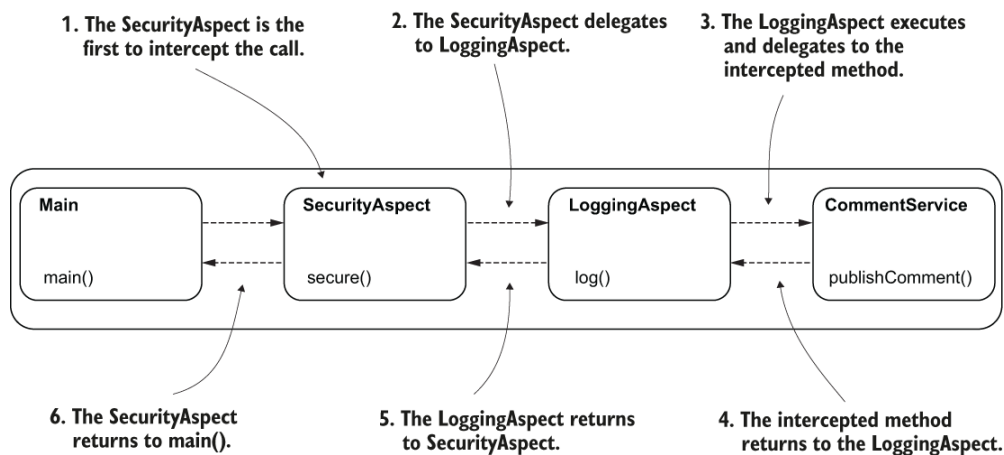 1. The SecurityAspect is the
first to intercept the call.
2. The SecurityAspect delegates
to LoggingAspect.
3. The LoggingAspect executes
and delegates to the
intercepted method.
Main
main()
SecurityAspect
secure()
LoggingAspect
log()
CommentService
publishComment()
6. The SecurityAspect
returns to main().
5. The LoggingAspect returns
to SecurityAspect.
4. The intercepted method
returns to the LoggingAspect.